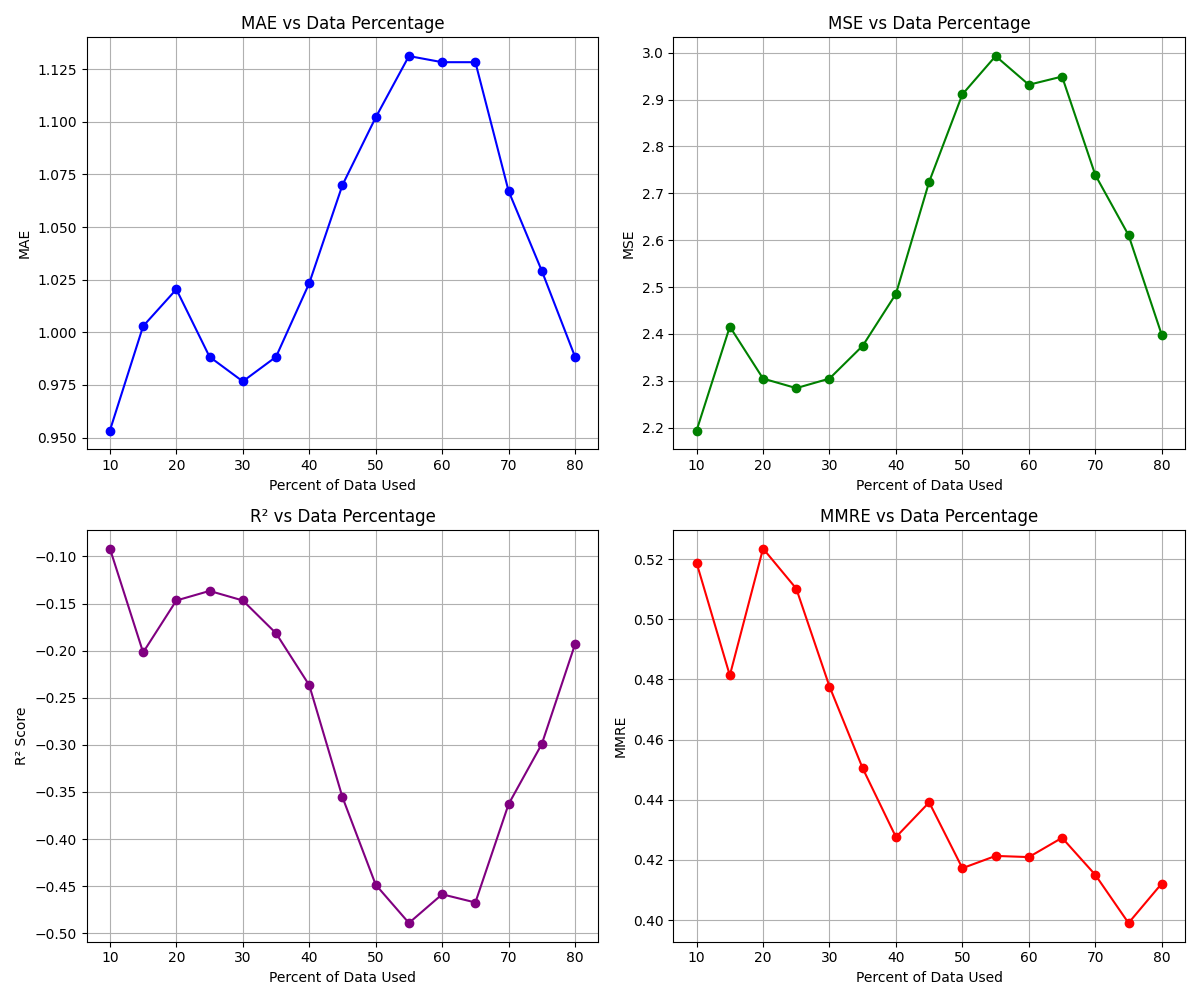 MAE vs Data Percentage
MAE
1.125
1.100
1.075
1.050
1.025
1.000
0.975
0.950
10 20 30 40 50 60 70 80
Percent of Data Used
MSE vs Data Percentage
MSE
3.0
2.9
2.8
2.7
2.6
2.5
2.4
2.3
2.2
10 20 30 40 50 60 70 80
Percent of Data Used
R² vs Data Percentage
R² Score
−0.10
−0.15
−0.20
−0.25
−0.30
−0.35
−0.40
−0.45
−0.50
10 20 30 40 50 60 70 80
Percent of Data Used
MMRE vs Data Percentage
MMRE
0.52
0.50
0.48
0.46
0.44
0.42
0.40
10 20 30 40 50 60 70 80
Percent of Data Used